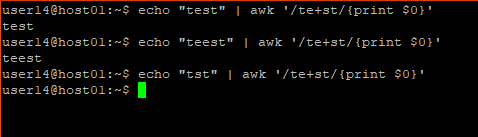 user14@host01:~$ echo "test" | awk '/te+st/{print $0}'
test
user14@host01:~$ echo "teest" | awk '/te+st/{print $0}'
teest
user14@host01:~$ echo "tst" | awk '/te+st/{print $0}'
user14@host01:~$